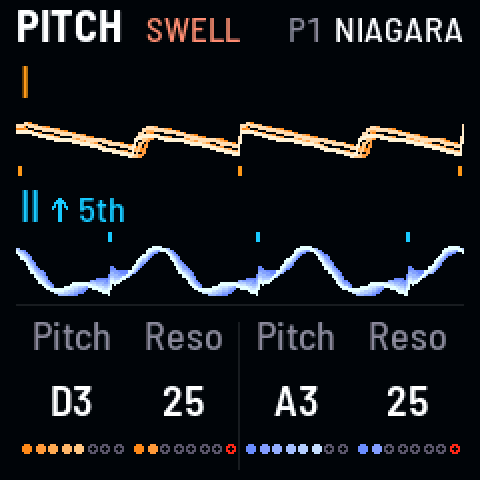 PITCH SWELL P1 NIAGARA
I
II ↑ 5th
Pitch Reso Pitch Reso
D3 25 A3 25